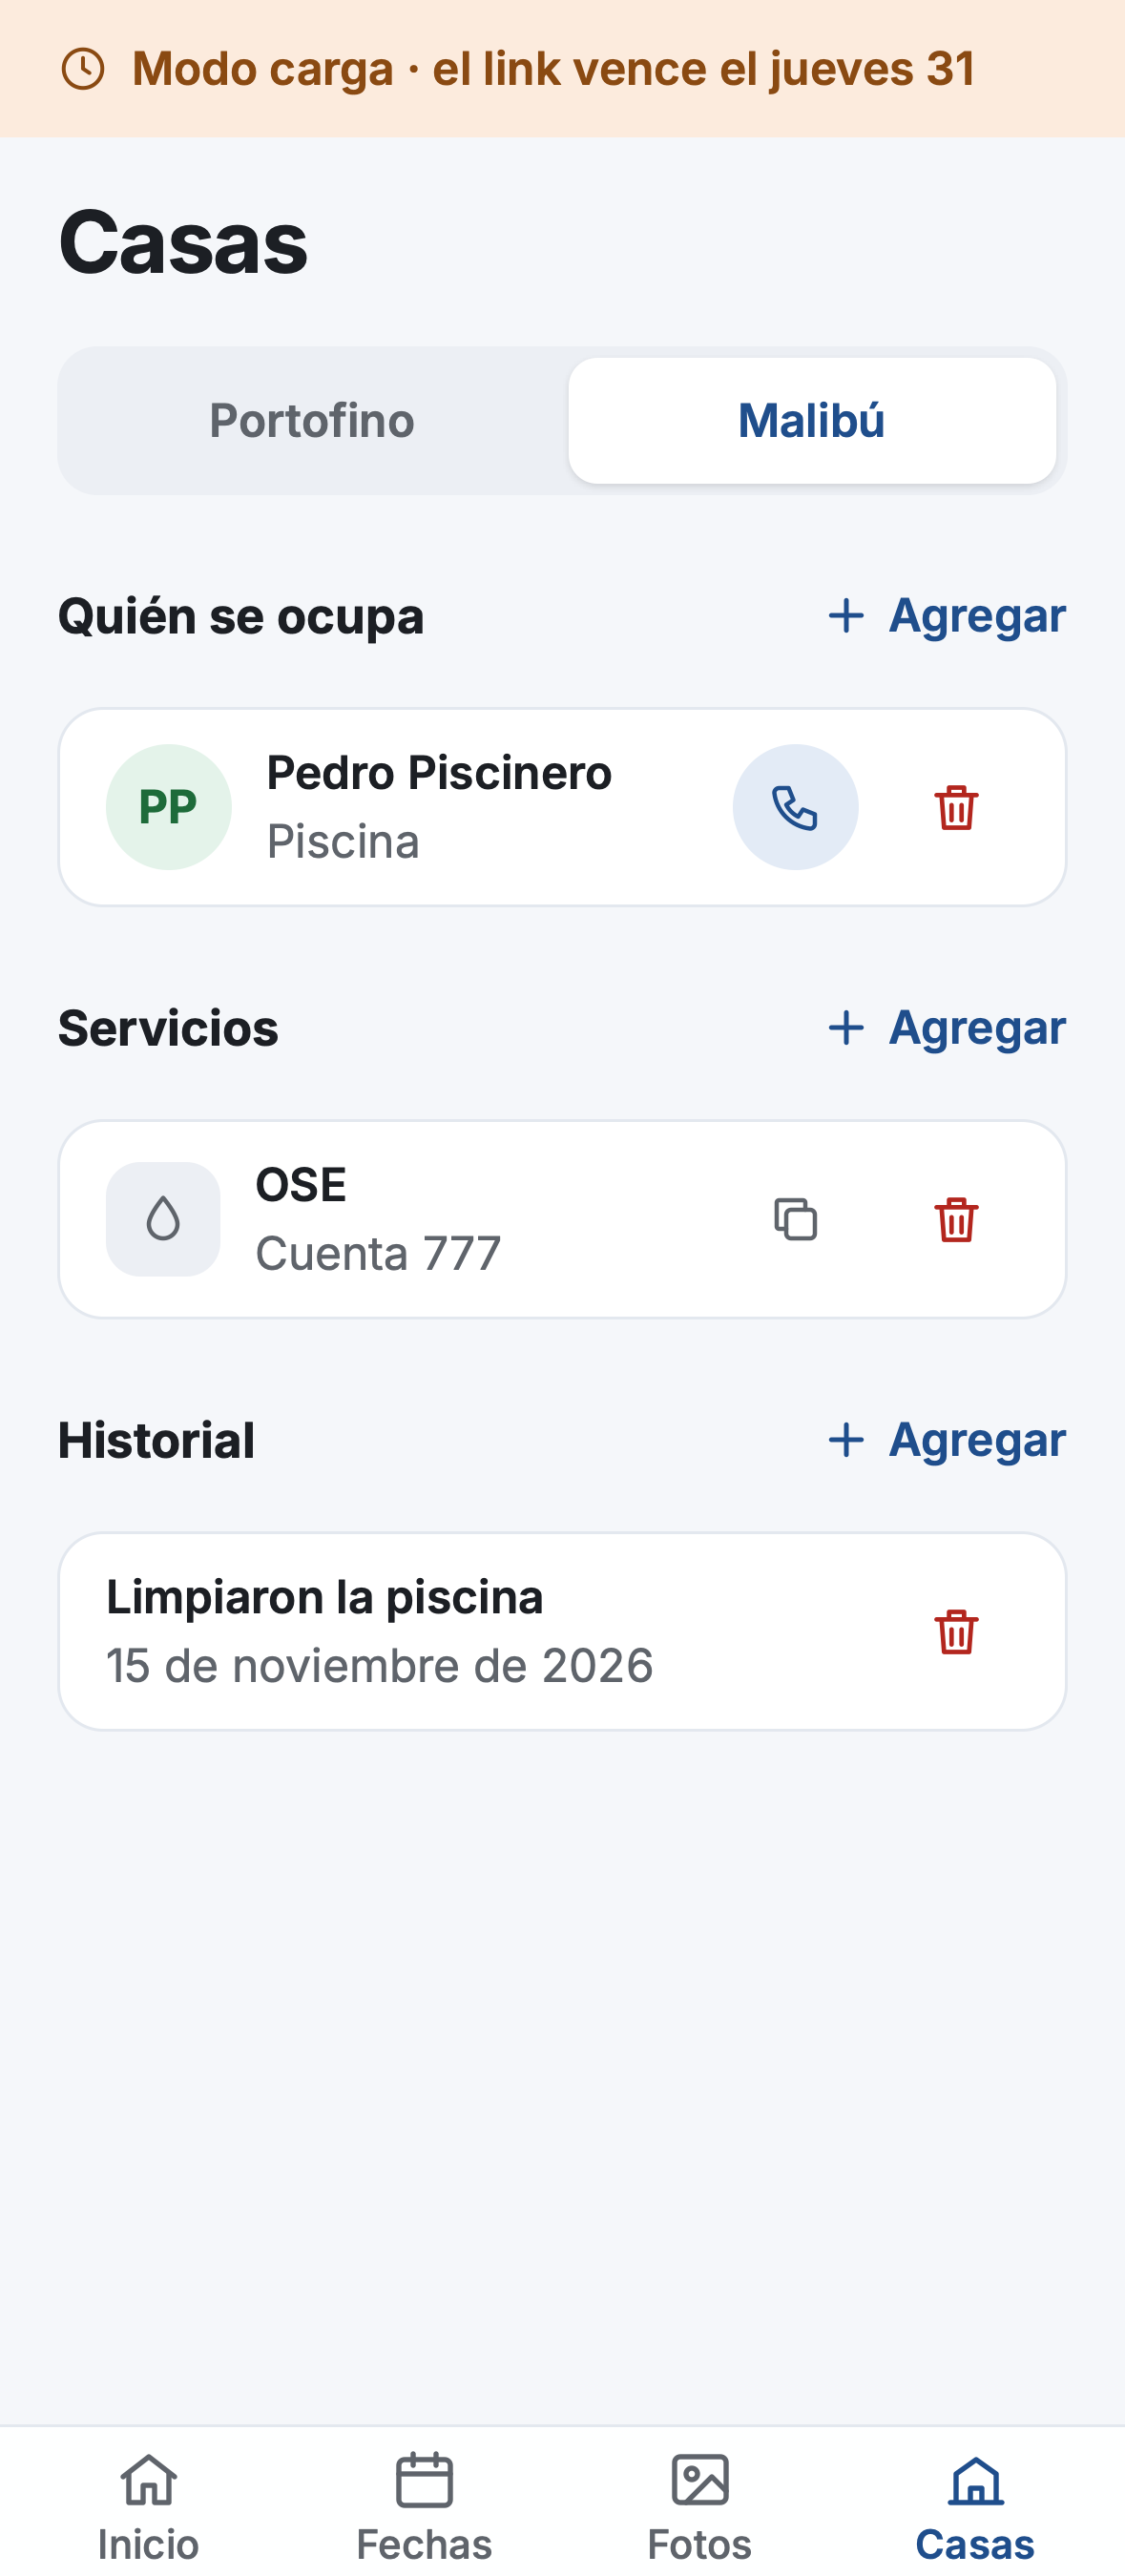 Modo carga · el link vence el jueves 31
Casas
Portofino
Malibú
Quién se ocupa
+ Agregar
PP
Pedro Piscinero
Piscina
Servicios
+ Agregar
OSE
Cuenta 777
Historial
+ Agregar
Limpiaron la piscina
15 de noviembre de 2026
Inicio
Fechas
Fotos
Casas